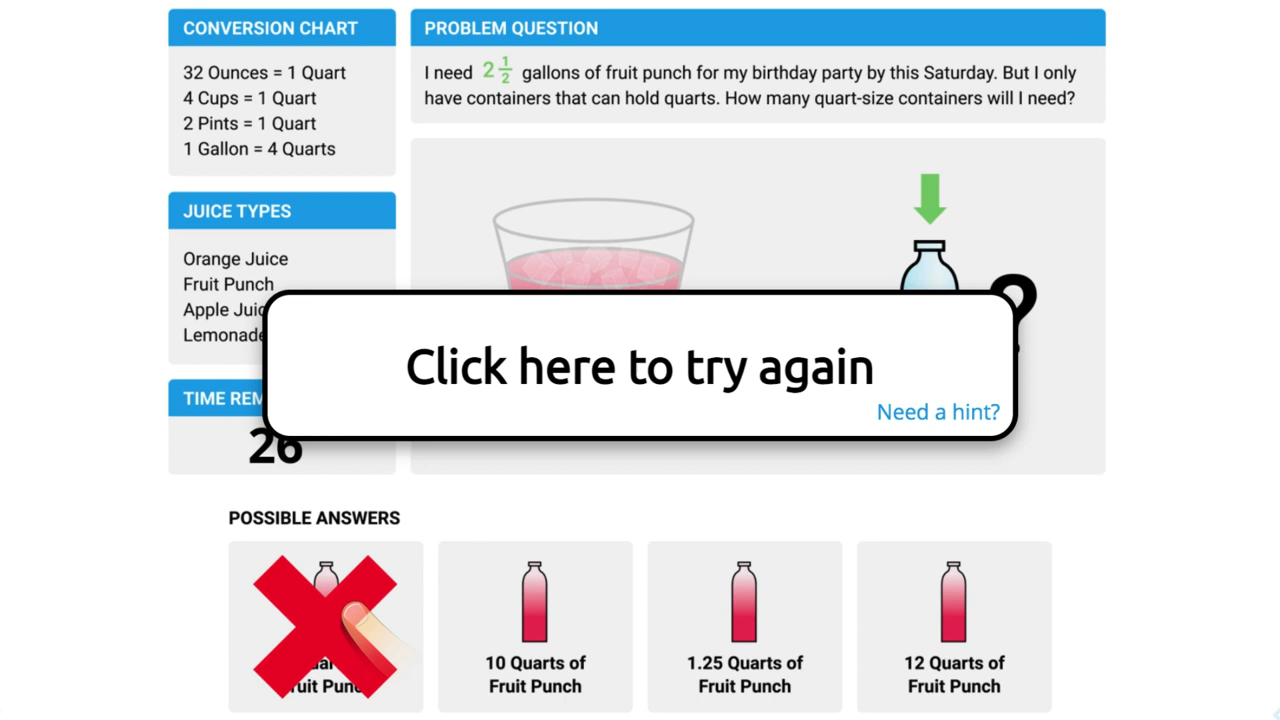 CONVERSION CHART
32 Ounces = 1 Quart
4 Cups = 1 Quart
2 Pints = 1 Quart
1 Gallon = 4 Quarts
PROBLEM QUESTION
I need 2 1/2 gallons of fruit punch for my birthday party by this Saturday. But I only
have containers that can hold quarts. How many quart-size containers will I need?
JUICE TYPES
Orange Juice
Fruit Punch
Apple
Lemonade
?
Click here to try again
Need a hint?
TIME
26
POSSIBLE ANSWERS
10 Quarts of
Fruit Punch
1.25 Quarts of
Fruit Punch
12 Quarts of
Fruit Punch